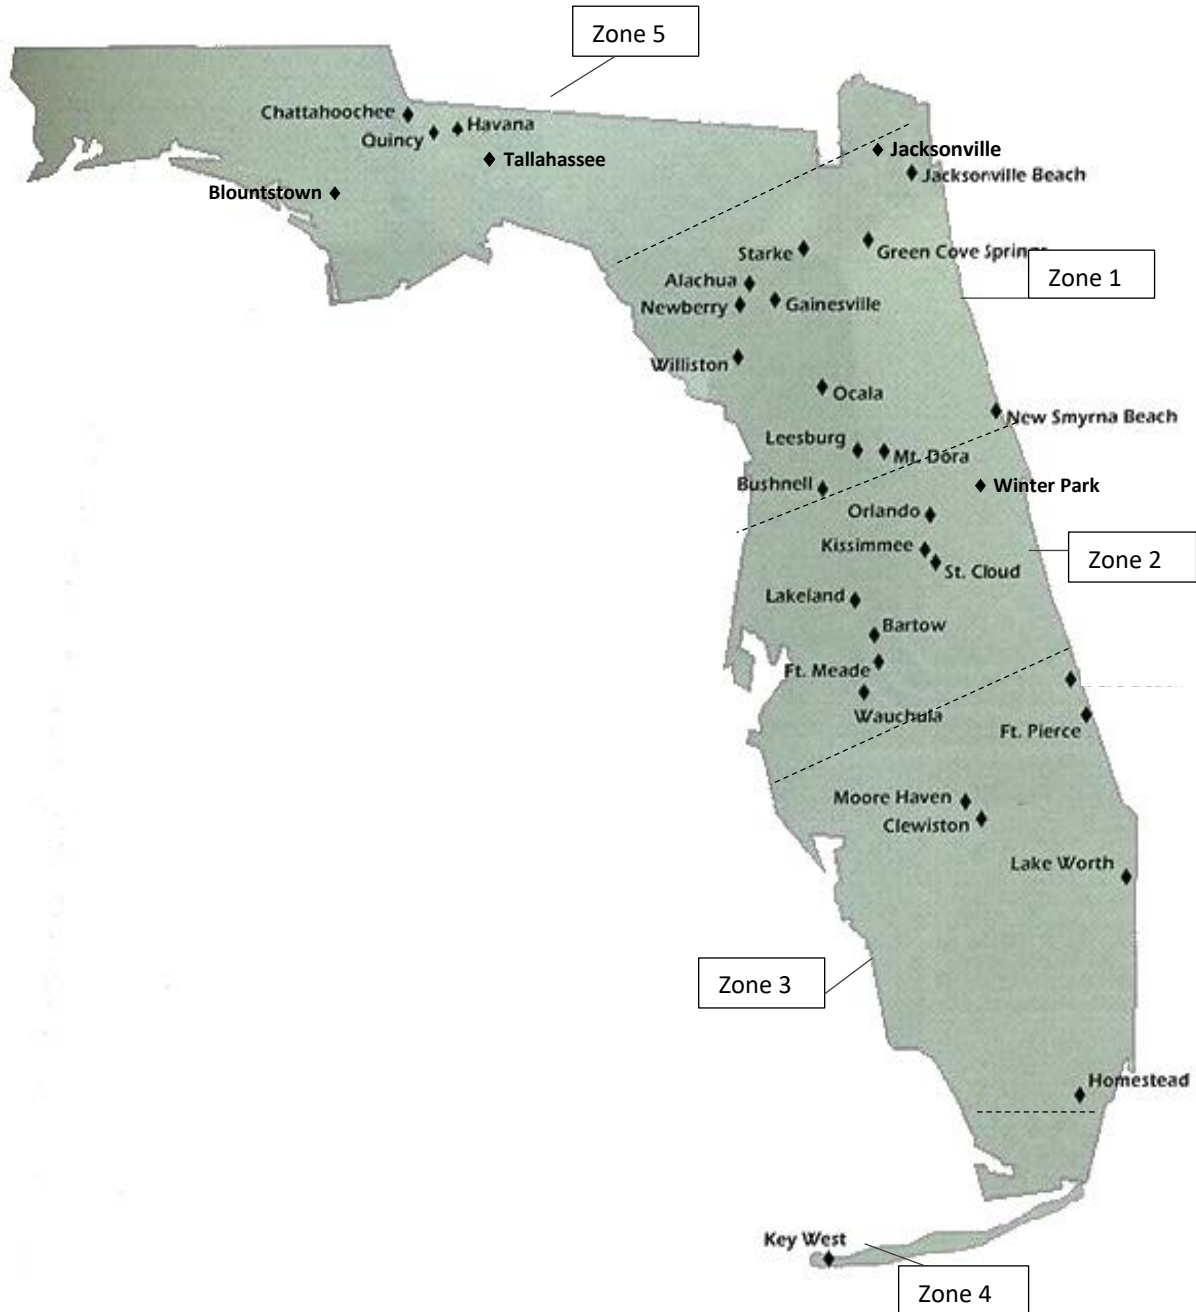 Zone 5
Chattahoochee
Havana
Quincy
Tallahassee
Blountstown
Jacksonville
Jacksonville Beach
Starke
Green Cove Springs
Zone 1
Alachua
Newberry
Gainesville
Williston
Ocala
New Smyrna Beach
Leesburg
Mt. Dora
Bushnell
Winter Park
Orlando
Kissimmee
Zone 2
St. Cloud
Lakeland
Bartow
Ft. Meade
Wauchula
Ft. Pierce
Moore Haven
Clewiston
Lake Worth
Zone 3
Homestead
Key West
Zone 4